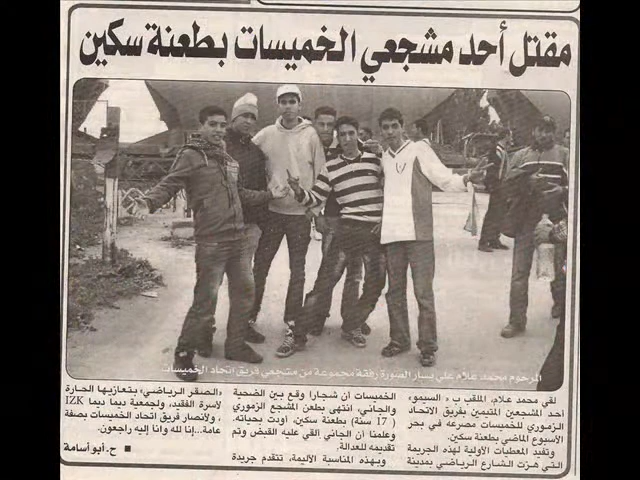 مقتل أحد مشجعي الخميسات بطعنة سكين
المرحوم محمد علام على يسار الصورة رفقة مجموعة من مشجعي فريق اتحاد الخميسات
لقي محمد علام، الملقب بـ «السيمو»
أحد المشجعين المتيمين بفريق الاتحاد
الزموري للخميسات مصرعه في بحر
الأسبوع الماضي بطعنة سكين.
وتفيد المعطيات الأولية لهذه الجريمة
التي هزت الشارع الرياضي بمدينة
الخميسات أن شجارا وقع بين الضحية
والجاني، انتهى بطعن المشجع الزموري
( 17 سنة) بطعنة سكين، أودت بحياته.
وعلمنا أن الجاني ألقي عليه القبض وتم
تقديمه للعدالة.
وبهذه المناسبة الأليمة، تتقدم جريدة
«الصقر الرياضي» بتعازيها الحارة
لأسرة الفقيد، ولجمعية ديما ديما IZK
، ولأنصار فريق اتحاد الخميسات بصفة
عامة...إنا لله وإنا إليه راجعون.
■ ح.أبو أسامة